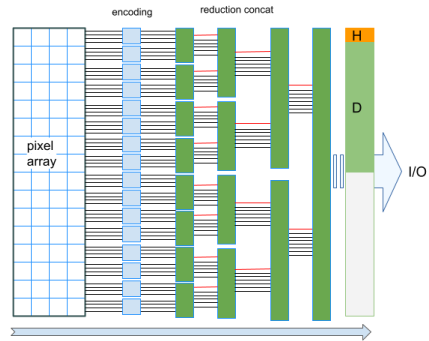 encoding
reduction concat
H
D
pixel
array
I/O